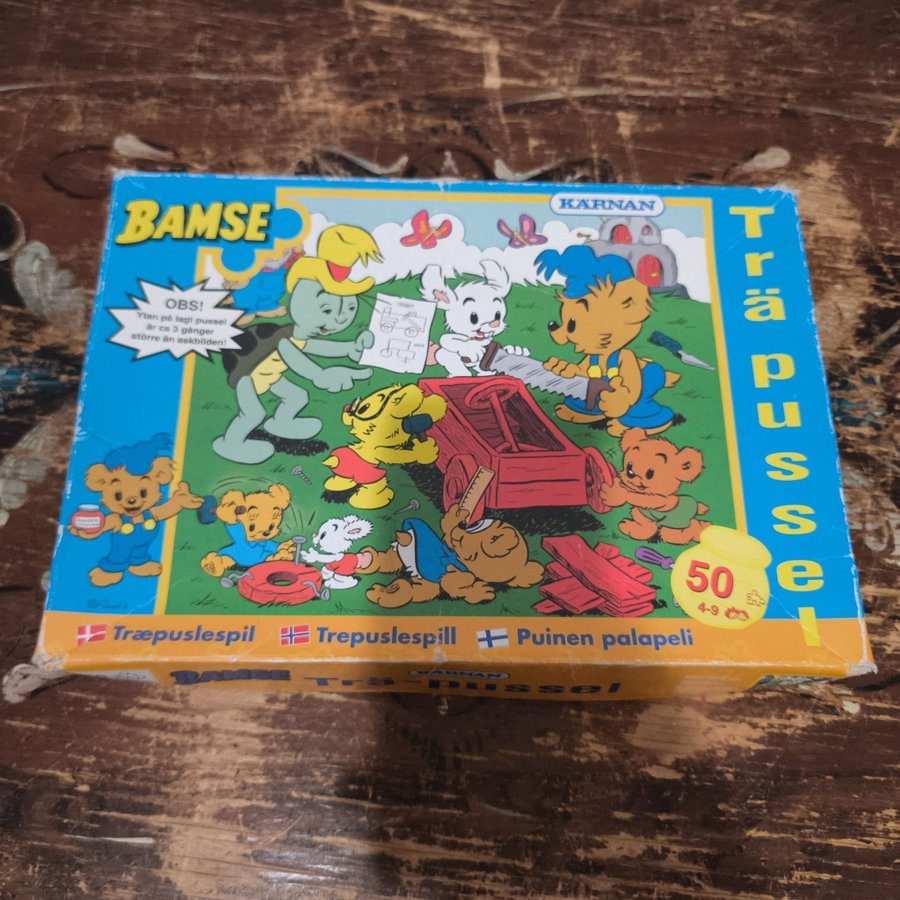 BAMSE
KÄRNAN
OBS!
Ytan på lagt pussel
är ca 3 gånger
större än askbilden!
Trä pussel
50
4-9
Træpuslespil
Trepuslespill
Puinen palapeli
BAMSE
KÄRNAN
Trä-pussel